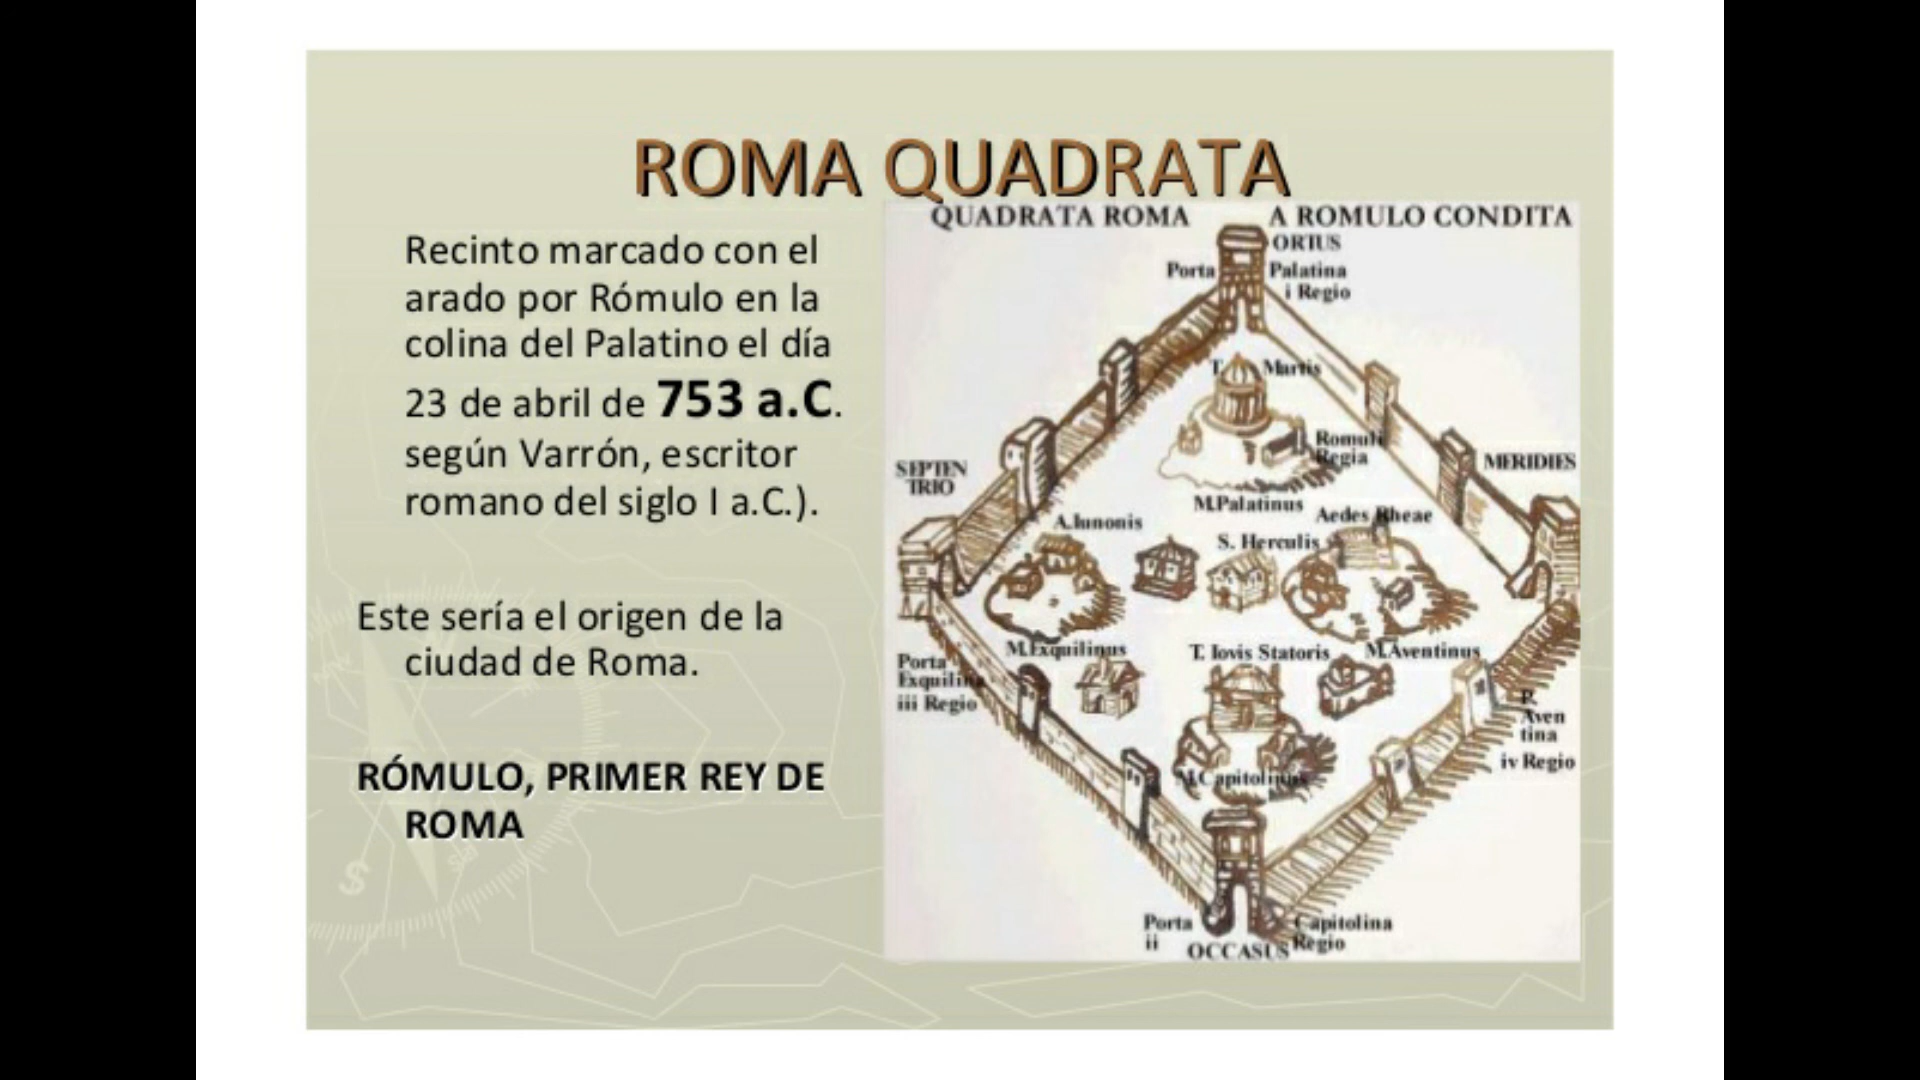 ROMA QUADRATA
Recinto marcado con el
arado por Rómulo en la
colina del Palatino el día
23 de abril de 753 a.C.
según Varrón, escritor
romano del siglo I a.C.).
Este sería el origen de la
ciudad de Roma.
RÓMULO, PRIMER REY DE
ROMA
QUADRATA ROMA A ROMULO CONDITA
ORTUS
Porta Palatina
i Regio
T. Martis
Romuli
Regia
SEPTEN
TRIO
MERIDIES
M.Palatinus
Aedes Rheae
A.Iunonis
S. Herculis
M.Exquilinus
T. Iovis Statoris
M.Aventinus
Porta
Exquilina
iii Regio
P.
Aven
tina
iv Regio
M.Capitolinus
Porta Capitolina
ii Regio
OCCASUS
S